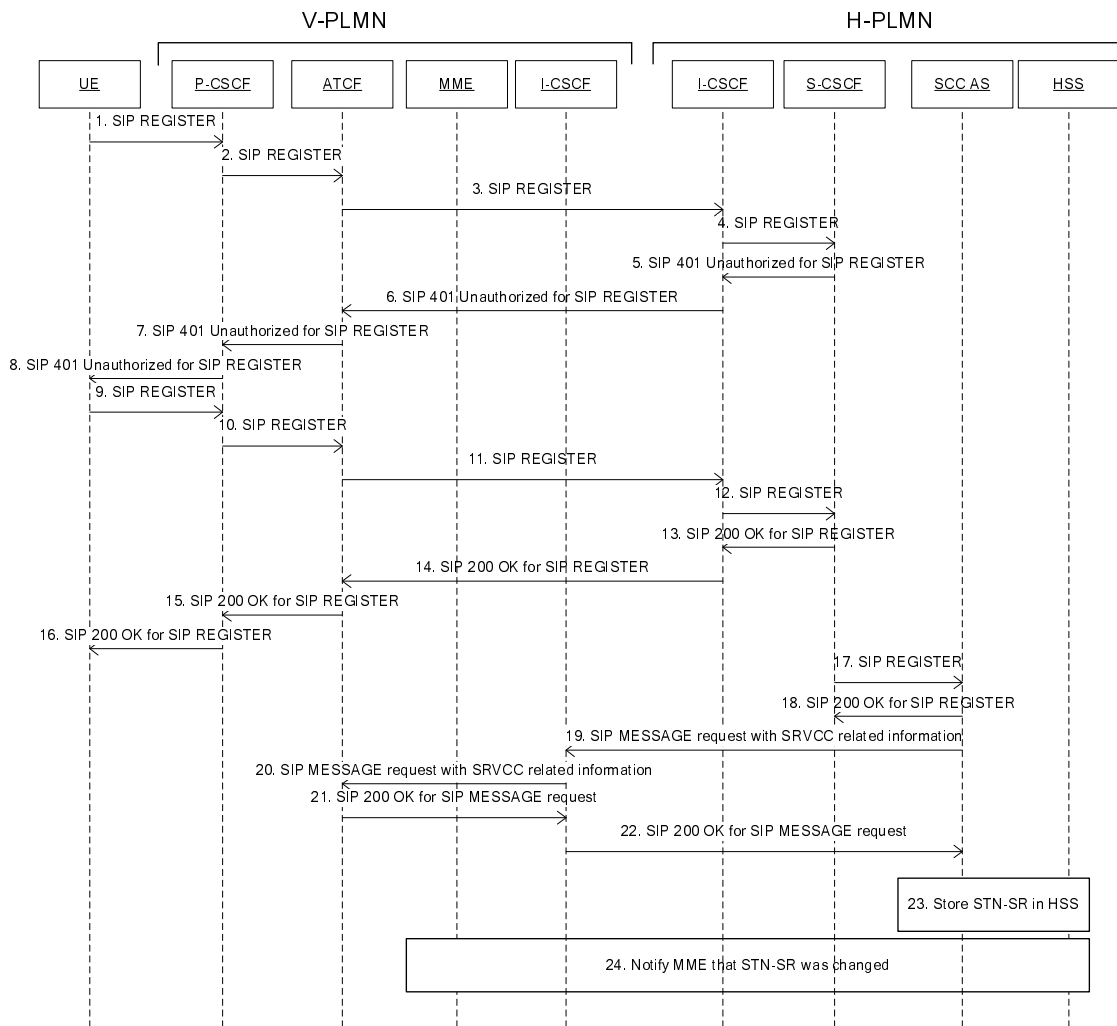 V-PLMN
H-PLMN
UE
P-CSCF
ATCF
MME
I-CSCF
I-CSCF
S-CSCF
SCC AS
HSS
1. SIP REGISTER
2. SIP REGISTER
3. SIP REGISTER
4. SIP REGISTER
5. SIP 401 Unauthorized for SIP REGISTER
6. SIP 401 Unauthorized for SIP REGISTER
7. SIP 401 Unauthorized for SIP REGISTER
8. SIP 401 Unauthorized for SIP REGISTER
9. SIP REGISTER
10. SIP REGISTER
11. SIP REGISTER
12. SIP REGISTER
13. SIP 200 OK for SIP REGISTER
14. SIP 200 OK for SIP REGISTER
15. SIP 200 OK for SIP REGISTER
16. SIP 200 OK for SIP REGISTER
17. SIP REGISTER
18. SIP 200 OK for SIP REGISTER
19. SIP MESSAGE request with SRVCC related information
20. SIP MESSAGE request with SRVCC related information
21. SIP 200 OK for SIP MESSAGE request
22. SIP 200 OK for SIP MESSAGE request
23. Store STN-SR in HSS
24. Notify MME that STN-SR was changed